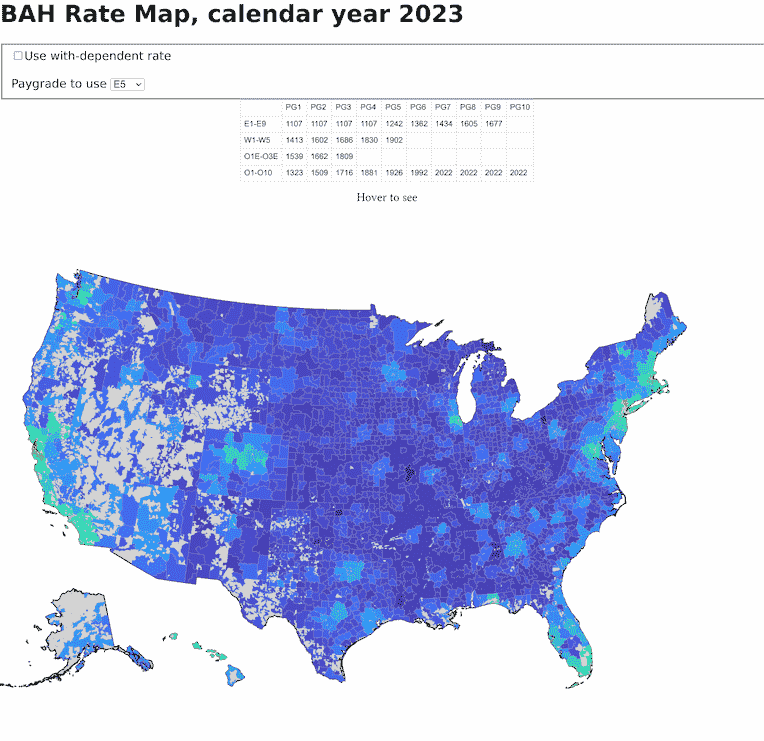 BAH Rate Map, calendar year 2023
Use with-dependent rate
Paygrade to use E5
PG1 PG2 PG3 PG4 PG5 PG6 PG7 PG8 PG9 PG10
E1-E9 1107 1107 1107 1107 1242 1362 1434 1605 1677
W1-W5 1413 1602 1686 1830 1902
O1E-O3E 1539 1662 1809
O1-O10 1323 1509 1716 1881 1926 1992 2022 2022 2022 2022
Hover to see